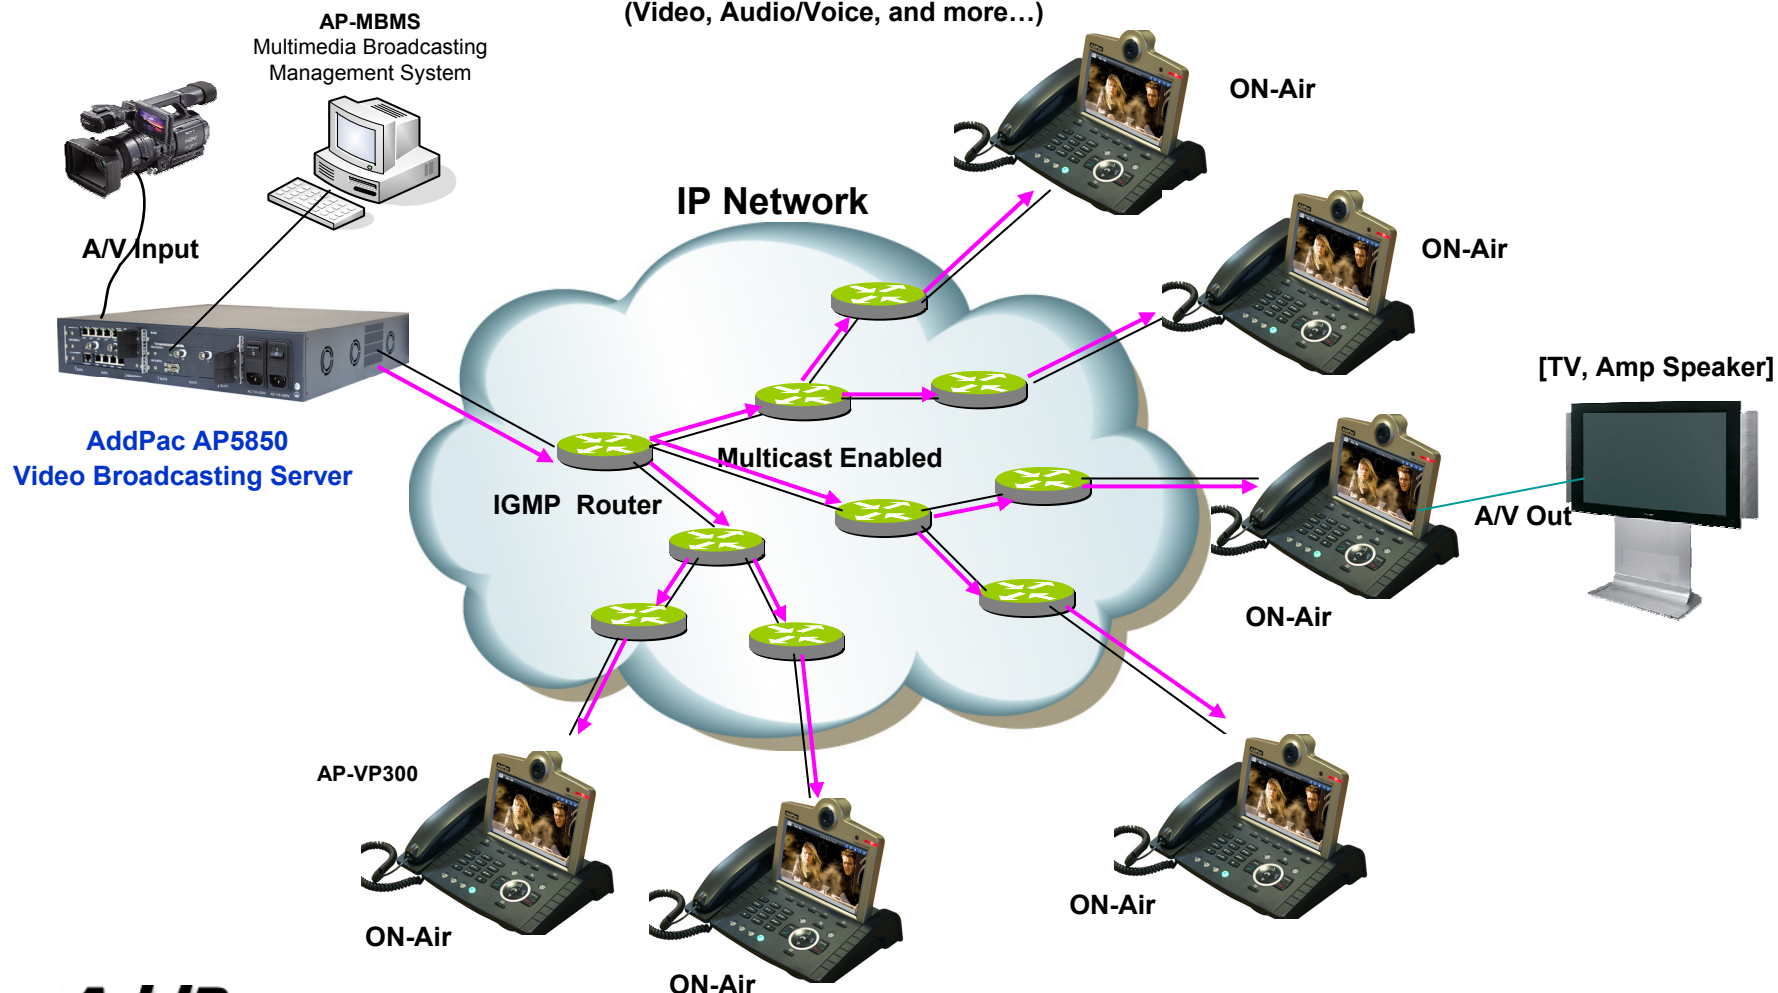 (Video, Audio/Voice, and more…)
AP-MBMS
Multimedia Broadcasting
Management System
ON-Air
IP Network
A/V Input
ON-Air
[TV, Amp Speaker]
AddPac AP5850
Video Broadcasting Server
Multicast Enabled
IGMP  Router
A/V Out
ON-Air
AP-VP300
ON-Air
ON-Air
ON-Air